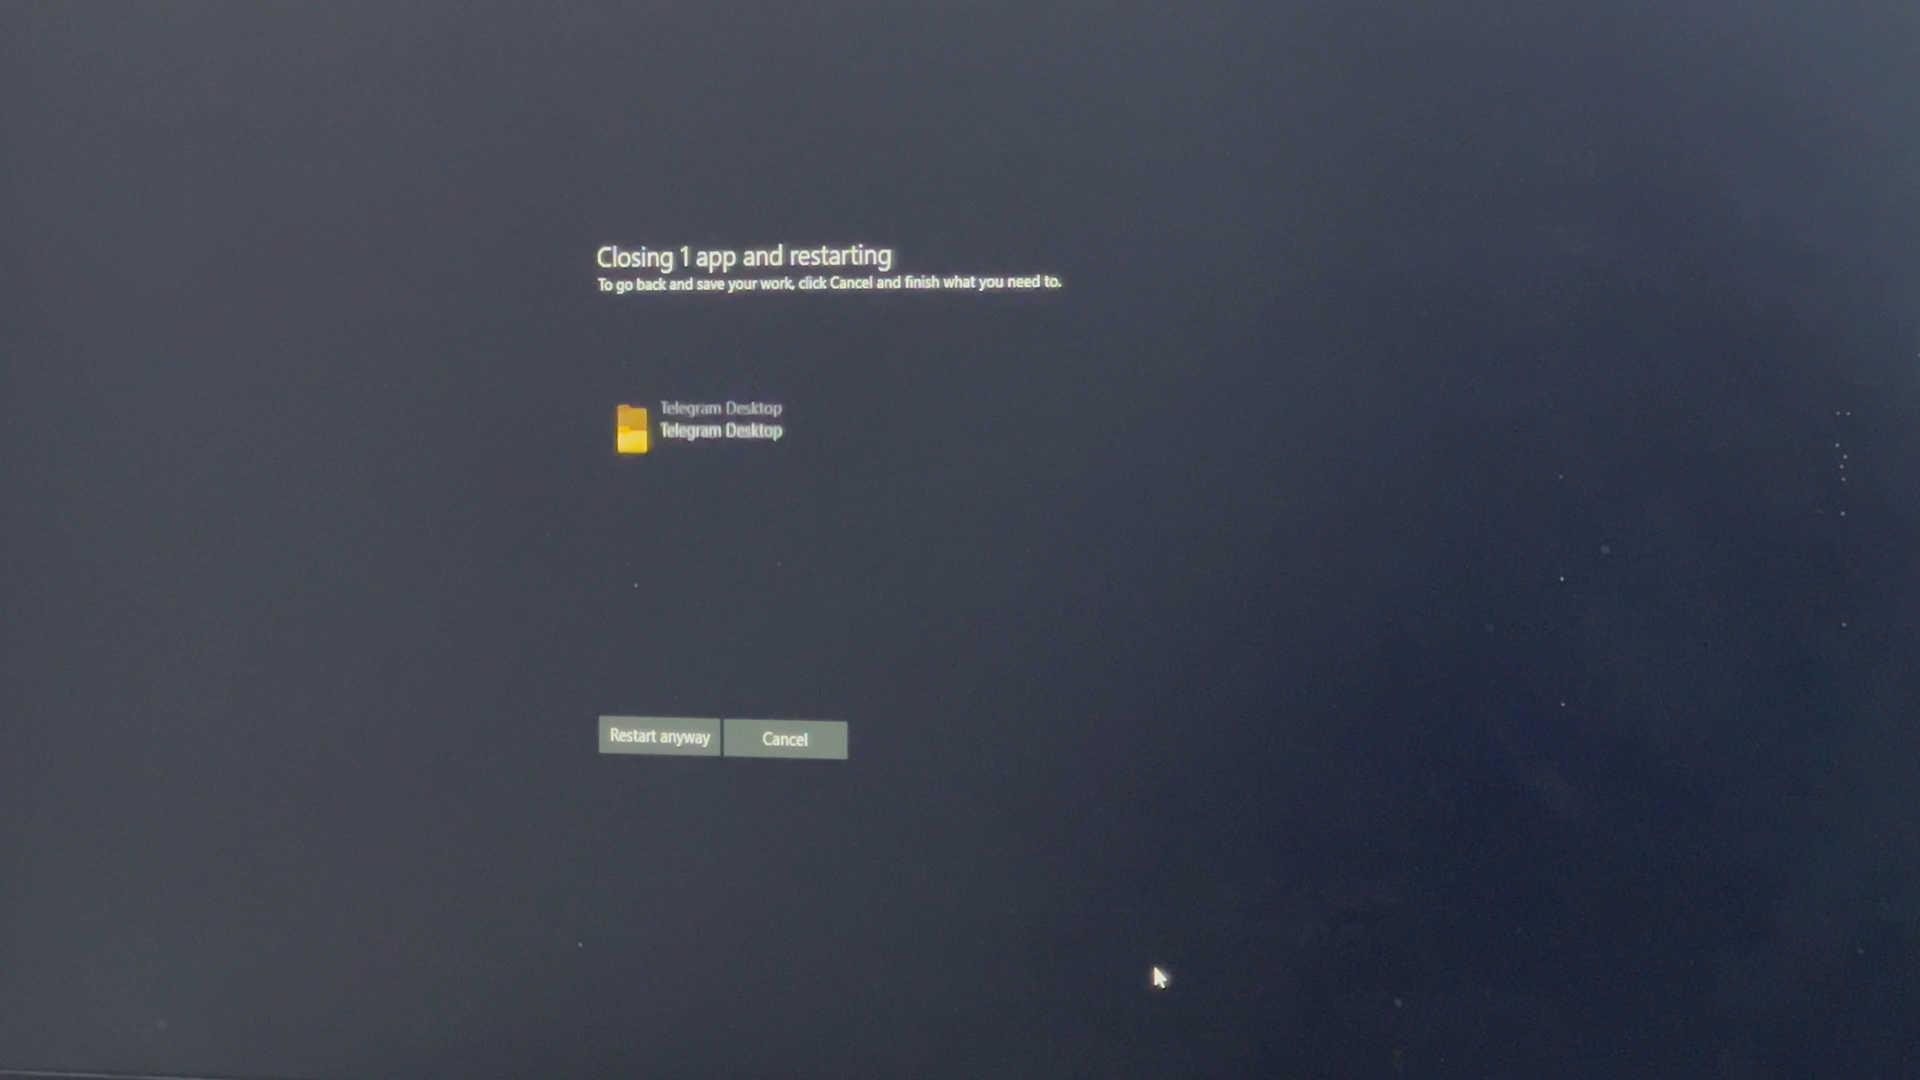 Closing 1 app and restarting
To go back and save your work, click Cancel and finish what you need to.
Telegram Desktop
Telegram Desktop
Restart anyway
Cancel